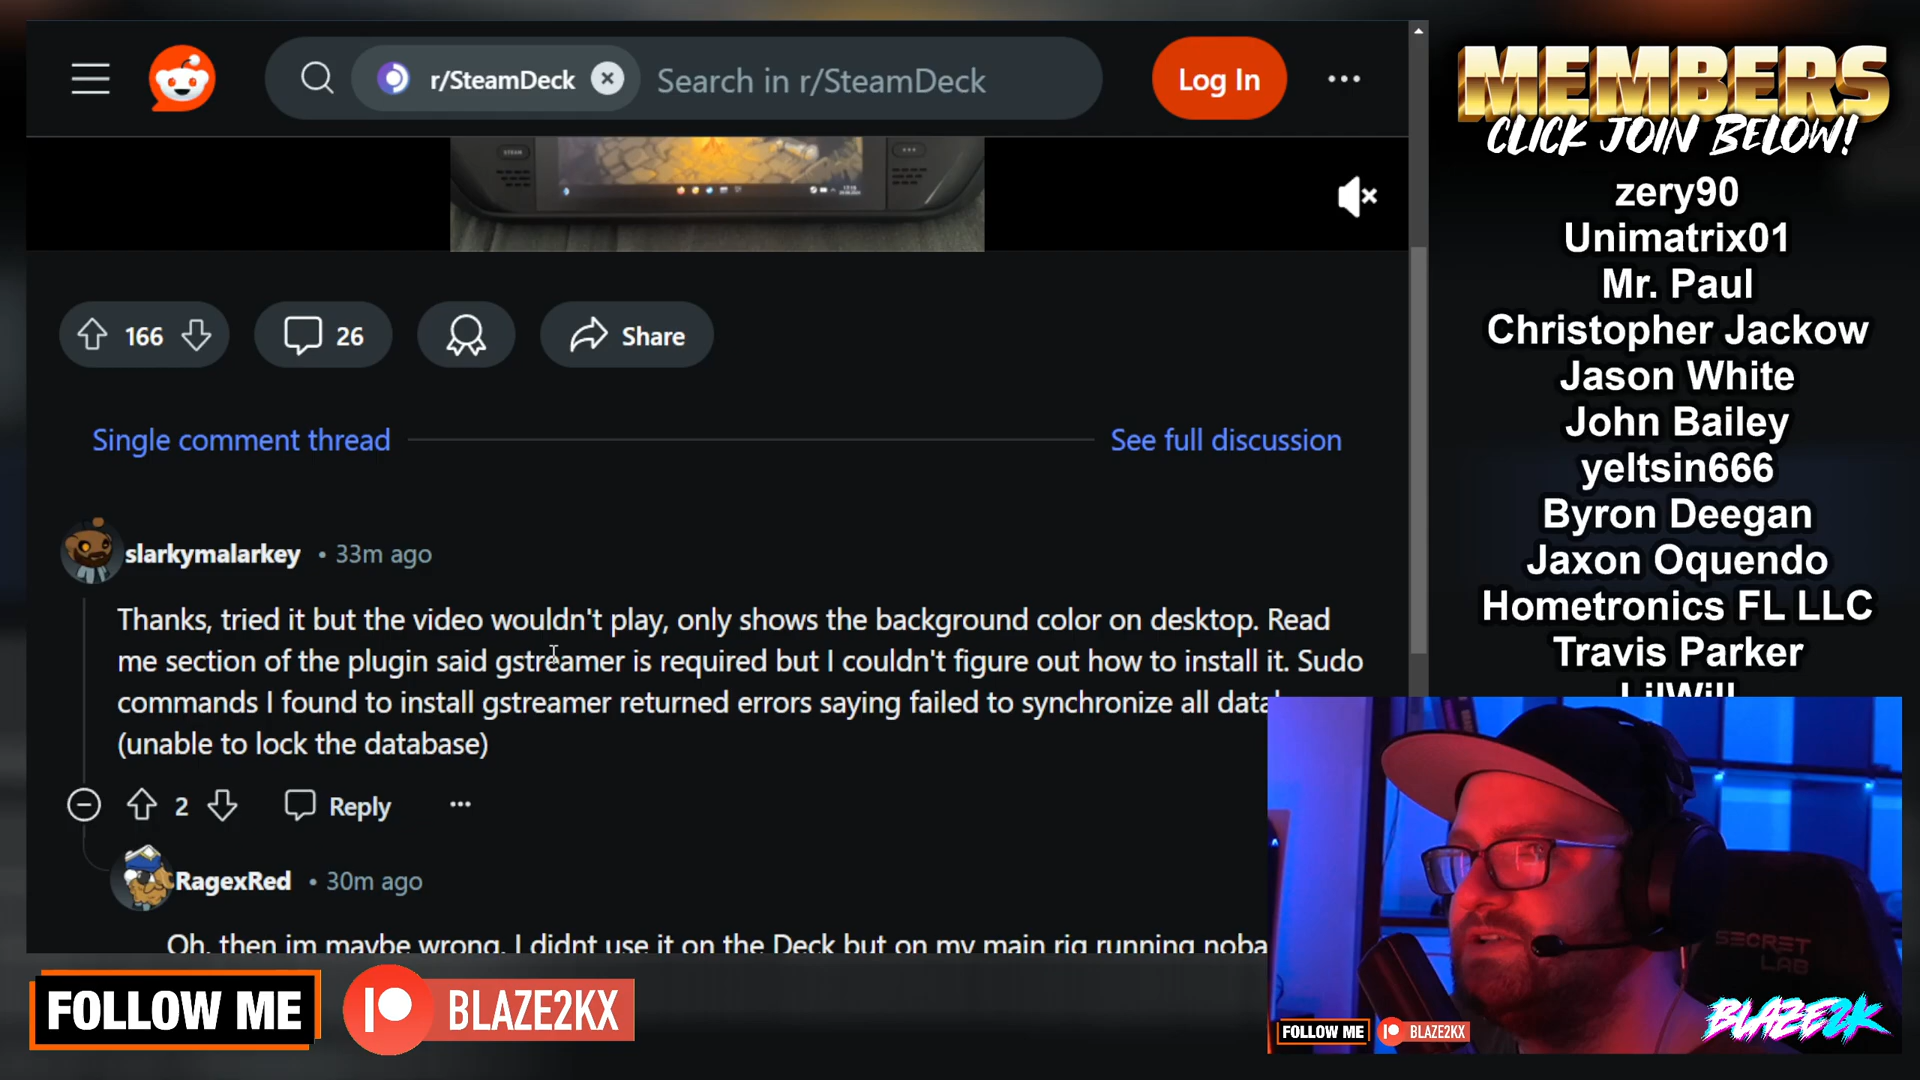 r/SteamDeck
Search in r/SteamDeck
Log In
166
26
Share
Single comment thread
See full discussion
slarkymalarkey • 33m ago
Thanks, tried it but the video wouldn't play, only shows the background color on desktop. Read
me section of the plugin said gstreamer is required but I couldn't figure out how to install it. Sudo
commands I found to install gstreamer returned errors saying failed to synchronize all
(unable to lock the database)
2
Reply
RagexRed • 30m ago
Oh, then im maybe wrong. I didnt use it on the Deck but on my main rig running
FOLLOW ME
BLAZE2KX
MEMBERS
CLICK JOIN BELOW!
zery90
Unimatrix01
Mr. Paul
Christopher Jackow
Jason White
John Bailey
yeltsin666
Byron Deegan
Jaxon Oquendo
Hometronics FL LLC
Travis Parker
LilWill
SECRET
LAB
FOLLOW ME
BLAZE2KX
BLAZE2K